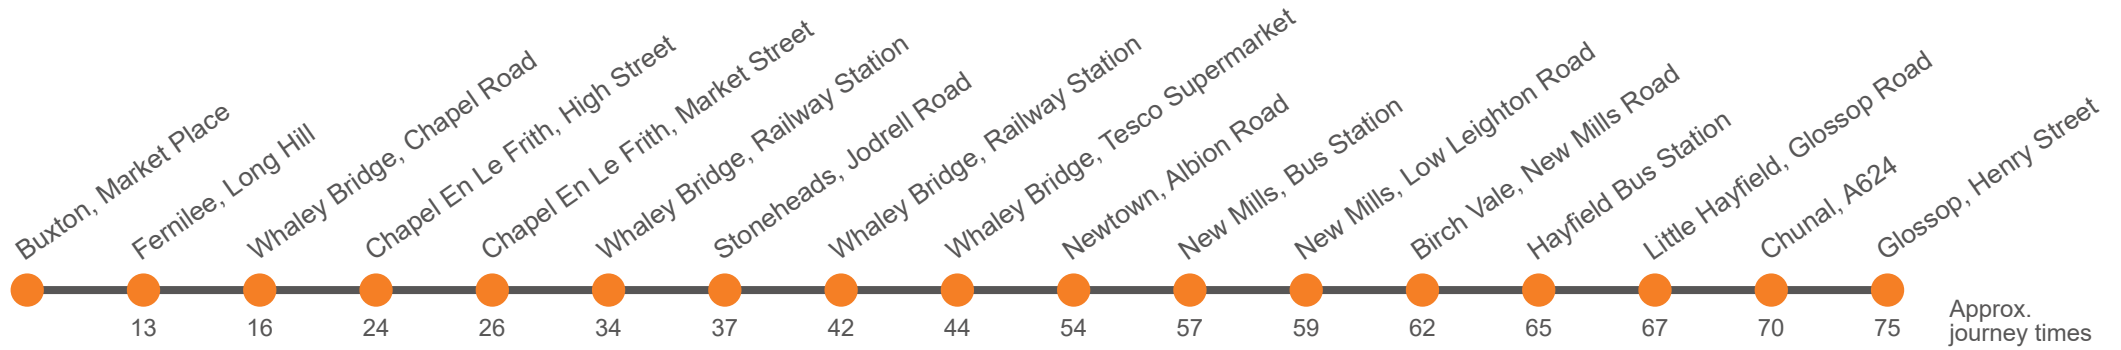 Buxton, Market Place
Fernilee, Long Hill
Whaley Bridge, Chapel Road
Chapel En Le Frith, High Street
Chapel En Le Frith, Market Street
Whaley Bridge, Railway Station
Stoneheads, Jodrell Road
Whaley Bridge, Railway Station
Whaley Bridge, Tesco Supermarket
Newtown, Albion Road
New Mills, Bus Station
New Mills, Low Leighton Road
Birch Vale, New Mills Road
Hayfield Bus Station
Little Hayfield, Glossop Road
Chunal, A624
Glossop, Henry Street
13 16 24 26 34 37 42 44 54 57 59 62 65 67 70 75
Approx.
journey times